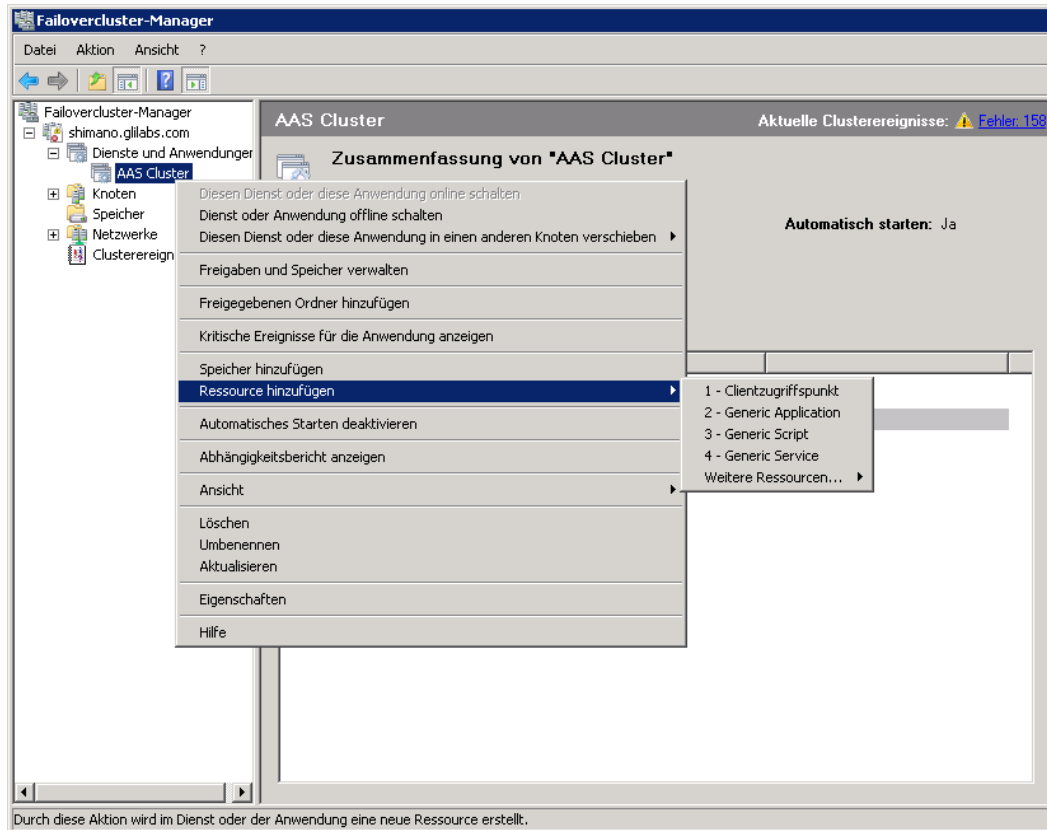 Failovercluster-Manager
Datei Aktion Ansicht ?
Failovercluster-Manager
shimano.glilabs.com
Dienste und Anwendunger
AAS Cluster
Knoten
Speicher
Netzwerke
Clusterereign
AAS Cluster
Aktuelle Clusterereignisse: Fehler: 158
Zusammenfassung von "AAS Cluster"
Automatisch starten: Ja
Diesen Dienst oder diese Anwendung online schalten
Dienst oder Anwendung offline schalten
Diesen Dienst oder diese Anwendung in einen anderen Knoten verschieben
Freigaben und Speicher verwalten
Freigegebenen Ordner hinzufügen
Kritische Ereignisse für die Anwendung anzeigen
Speicher hinzufügen
Ressource hinzufügen
Automatisches Starten deaktivieren
Abhängigkeitsbericht anzeigen
Ansicht
Löschen
Umbenennen
Aktualisieren
Eigenschaften
Hilfe
1 - Clientzugriffspunkt
2 - Generic Application
3 - Generic Script
4 - Generic Service
Weitere Ressourcen...
Durch diese Aktion wird im Dienst oder der Anwendung eine neue Ressource erstellt.